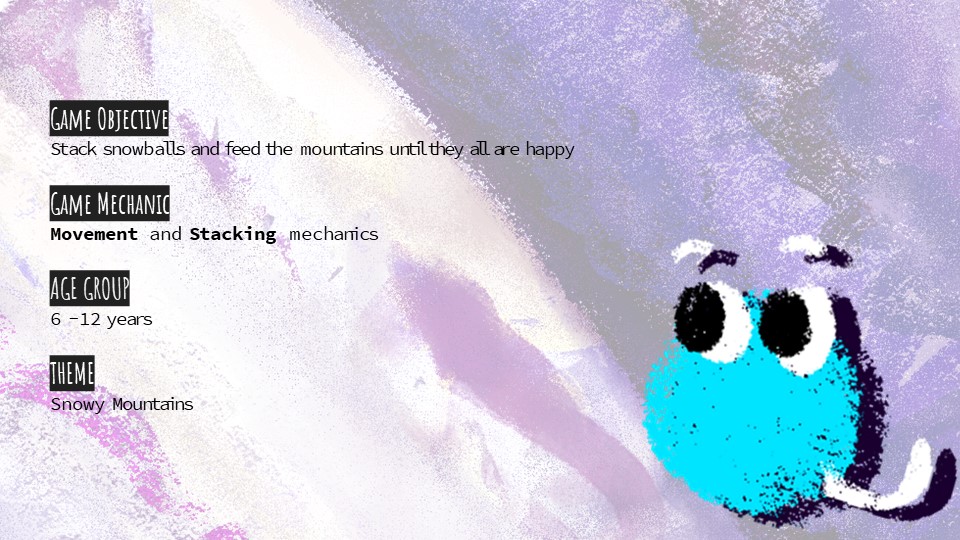 Game Objective
Stack snowballs and feed the mountains until they all are happy
Game Mechanic
Movement and Stacking mechanics
AGE GROUP
6 -12 years
THEME
Snowy Mountains